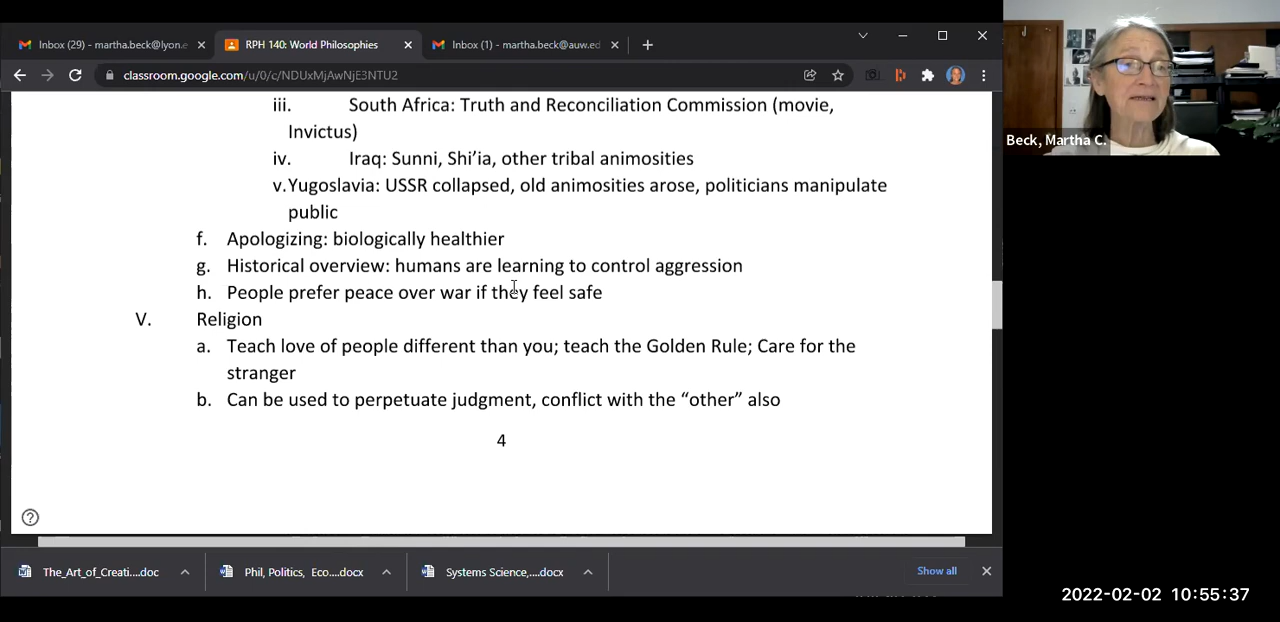 Inbox (29) - martha.beck@lyon.e
RPH 140: World Philosophies
Inbox (1) - martha.beck@auw.ed
classroom.google.com/u/0/c/NDUxMjAwNjE3NTU2
iii. South Africa: Truth and Reconciliation Commission (movie,
Invictus)
iv. Iraq: Sunni, Shi’ia, other tribal animosities
v. Yugoslavia: USSR collapsed, old animosities arose, politicians manipulate
public
f. Apologizing: biologically healthier
g. Historical overview: humans are learning to control aggression
h. People prefer peace over war if they feel safe
V. Religion
a. Teach love of people different than you; teach the Golden Rule; Care for the
stranger
b. Can be used to perpetuate judgment, conflict with the “other” also
4
Beck, Martha C.
The_Art_of_Creati....doc
Phil, Politics, Eco....docx
Systems Science,....docx
Show all
2022-02-02 10:55:37